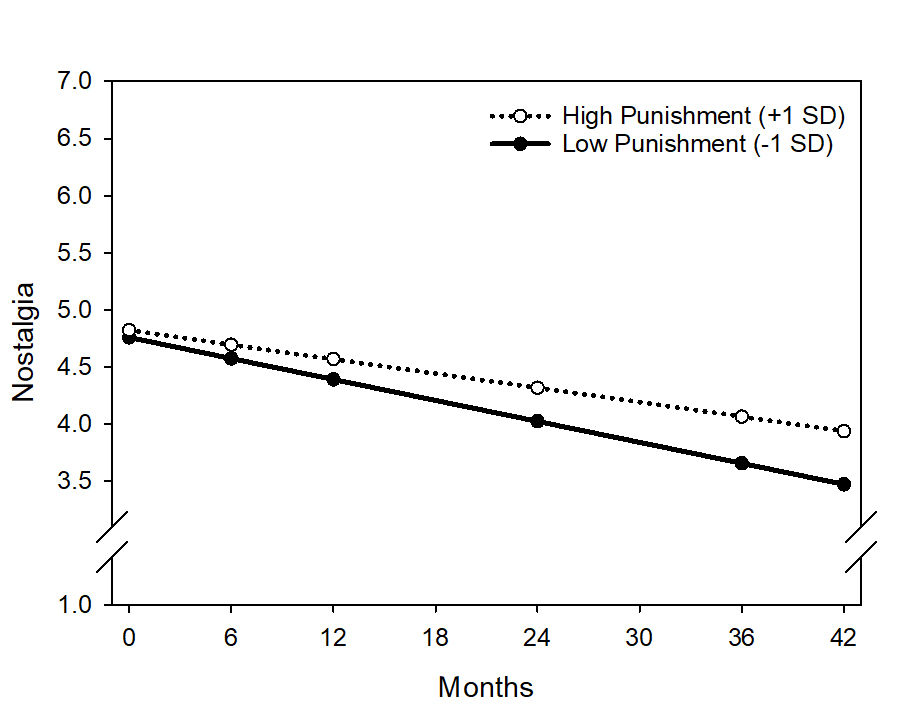 7.0
6.5
6.0
5.5
5.0
4.5
4.0
3.5
1.0
Nostalgia
High Punishment (+1 SD)
Low Punishment (-1 SD)
0 6 12 18 24 30 36 42
Months